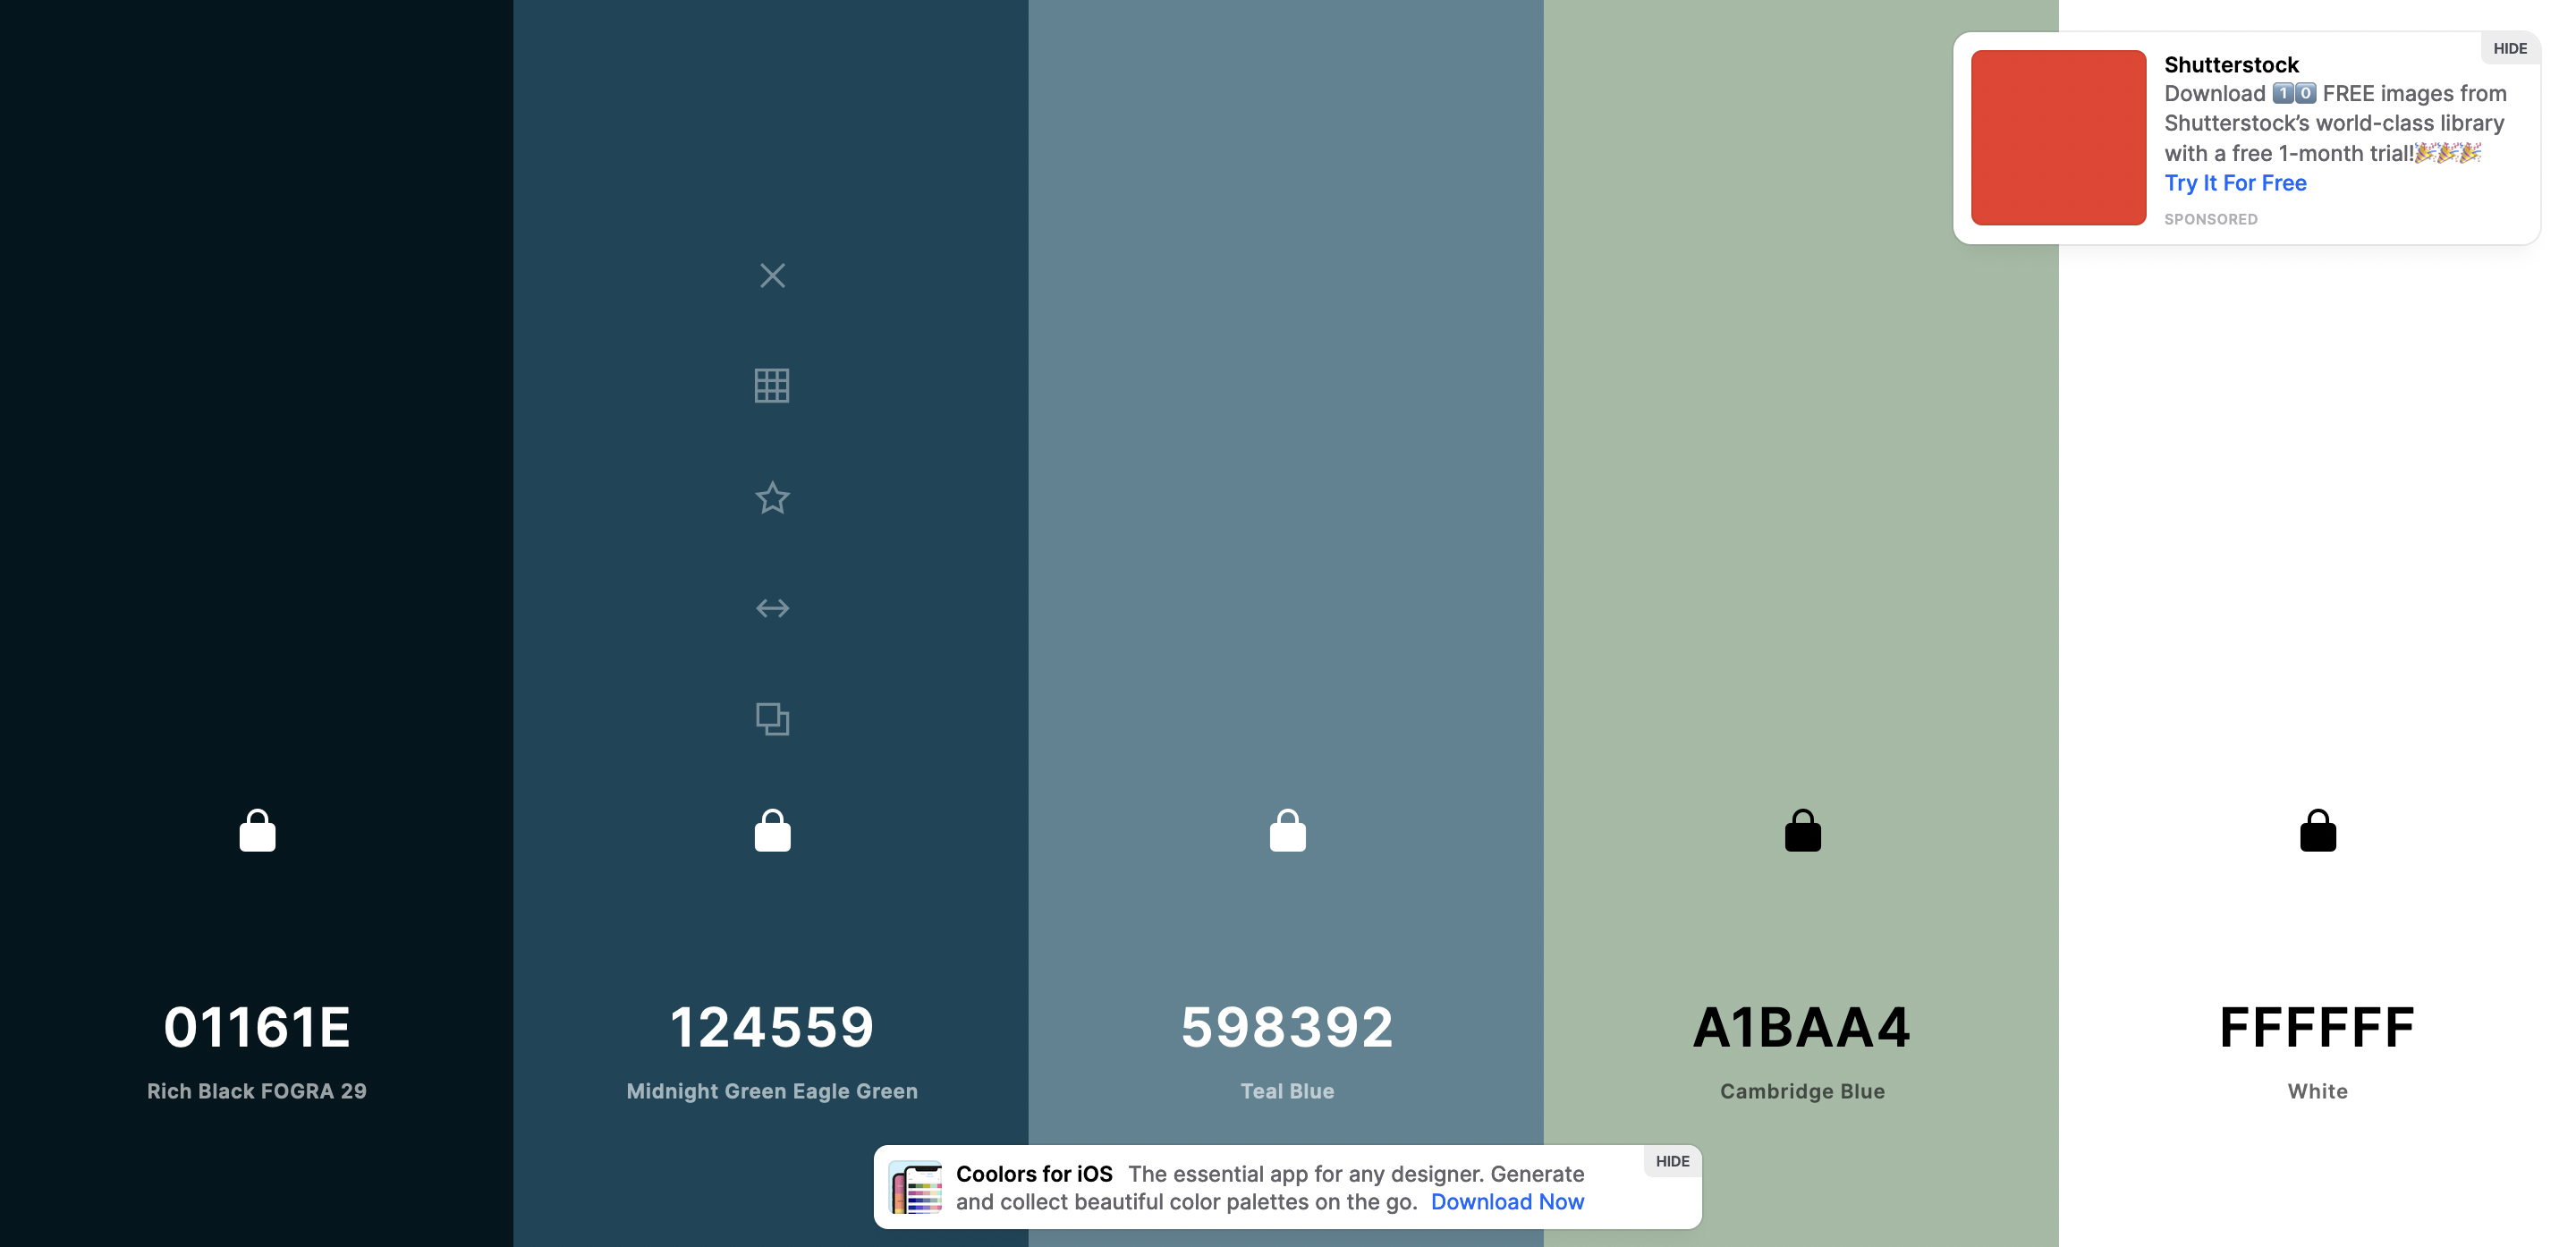 HIDE
Shutterstock
Download 1️⃣0️⃣ FREE images from
Shutterstock’s world-class library
with a free 1-month trial!🎉🎉🎉
Try It For Free
SPONSORED
01161E
Rich Black FOGRA 29
124559
Midnight Green Eagle Green
598392
Teal Blue
A1BAA4
Cambridge Blue
FFFFFF
White
HIDE
Coolors for iOS The essential app for any designer. Generate
and collect beautiful color palettes on the go. Download Now